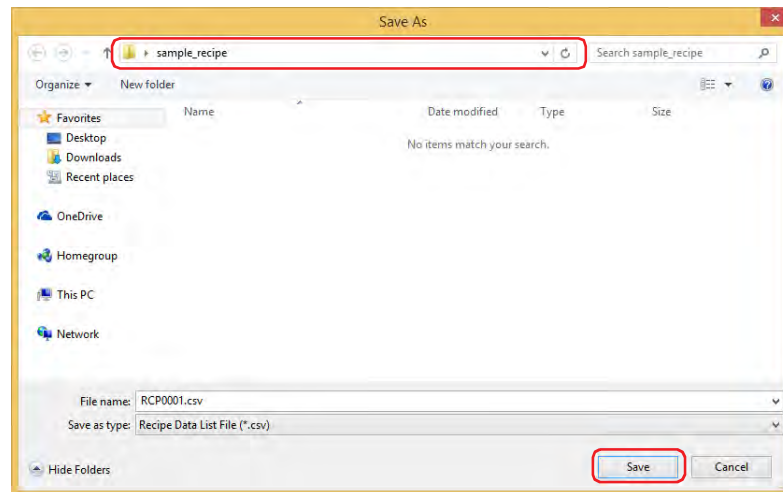 Save As
sample_recipe
Search sample_recipe
Organize
New folder
Name
Date modified
Type
Size
No items match your search.
Favorites
Desktop
Downloads
Recent places
OneDrive
Homegroup
This PC
Network
File name: RCP0001.csv
Save as type: Recipe Data List File (*.csv)
Hide Folders
Save
Cancel